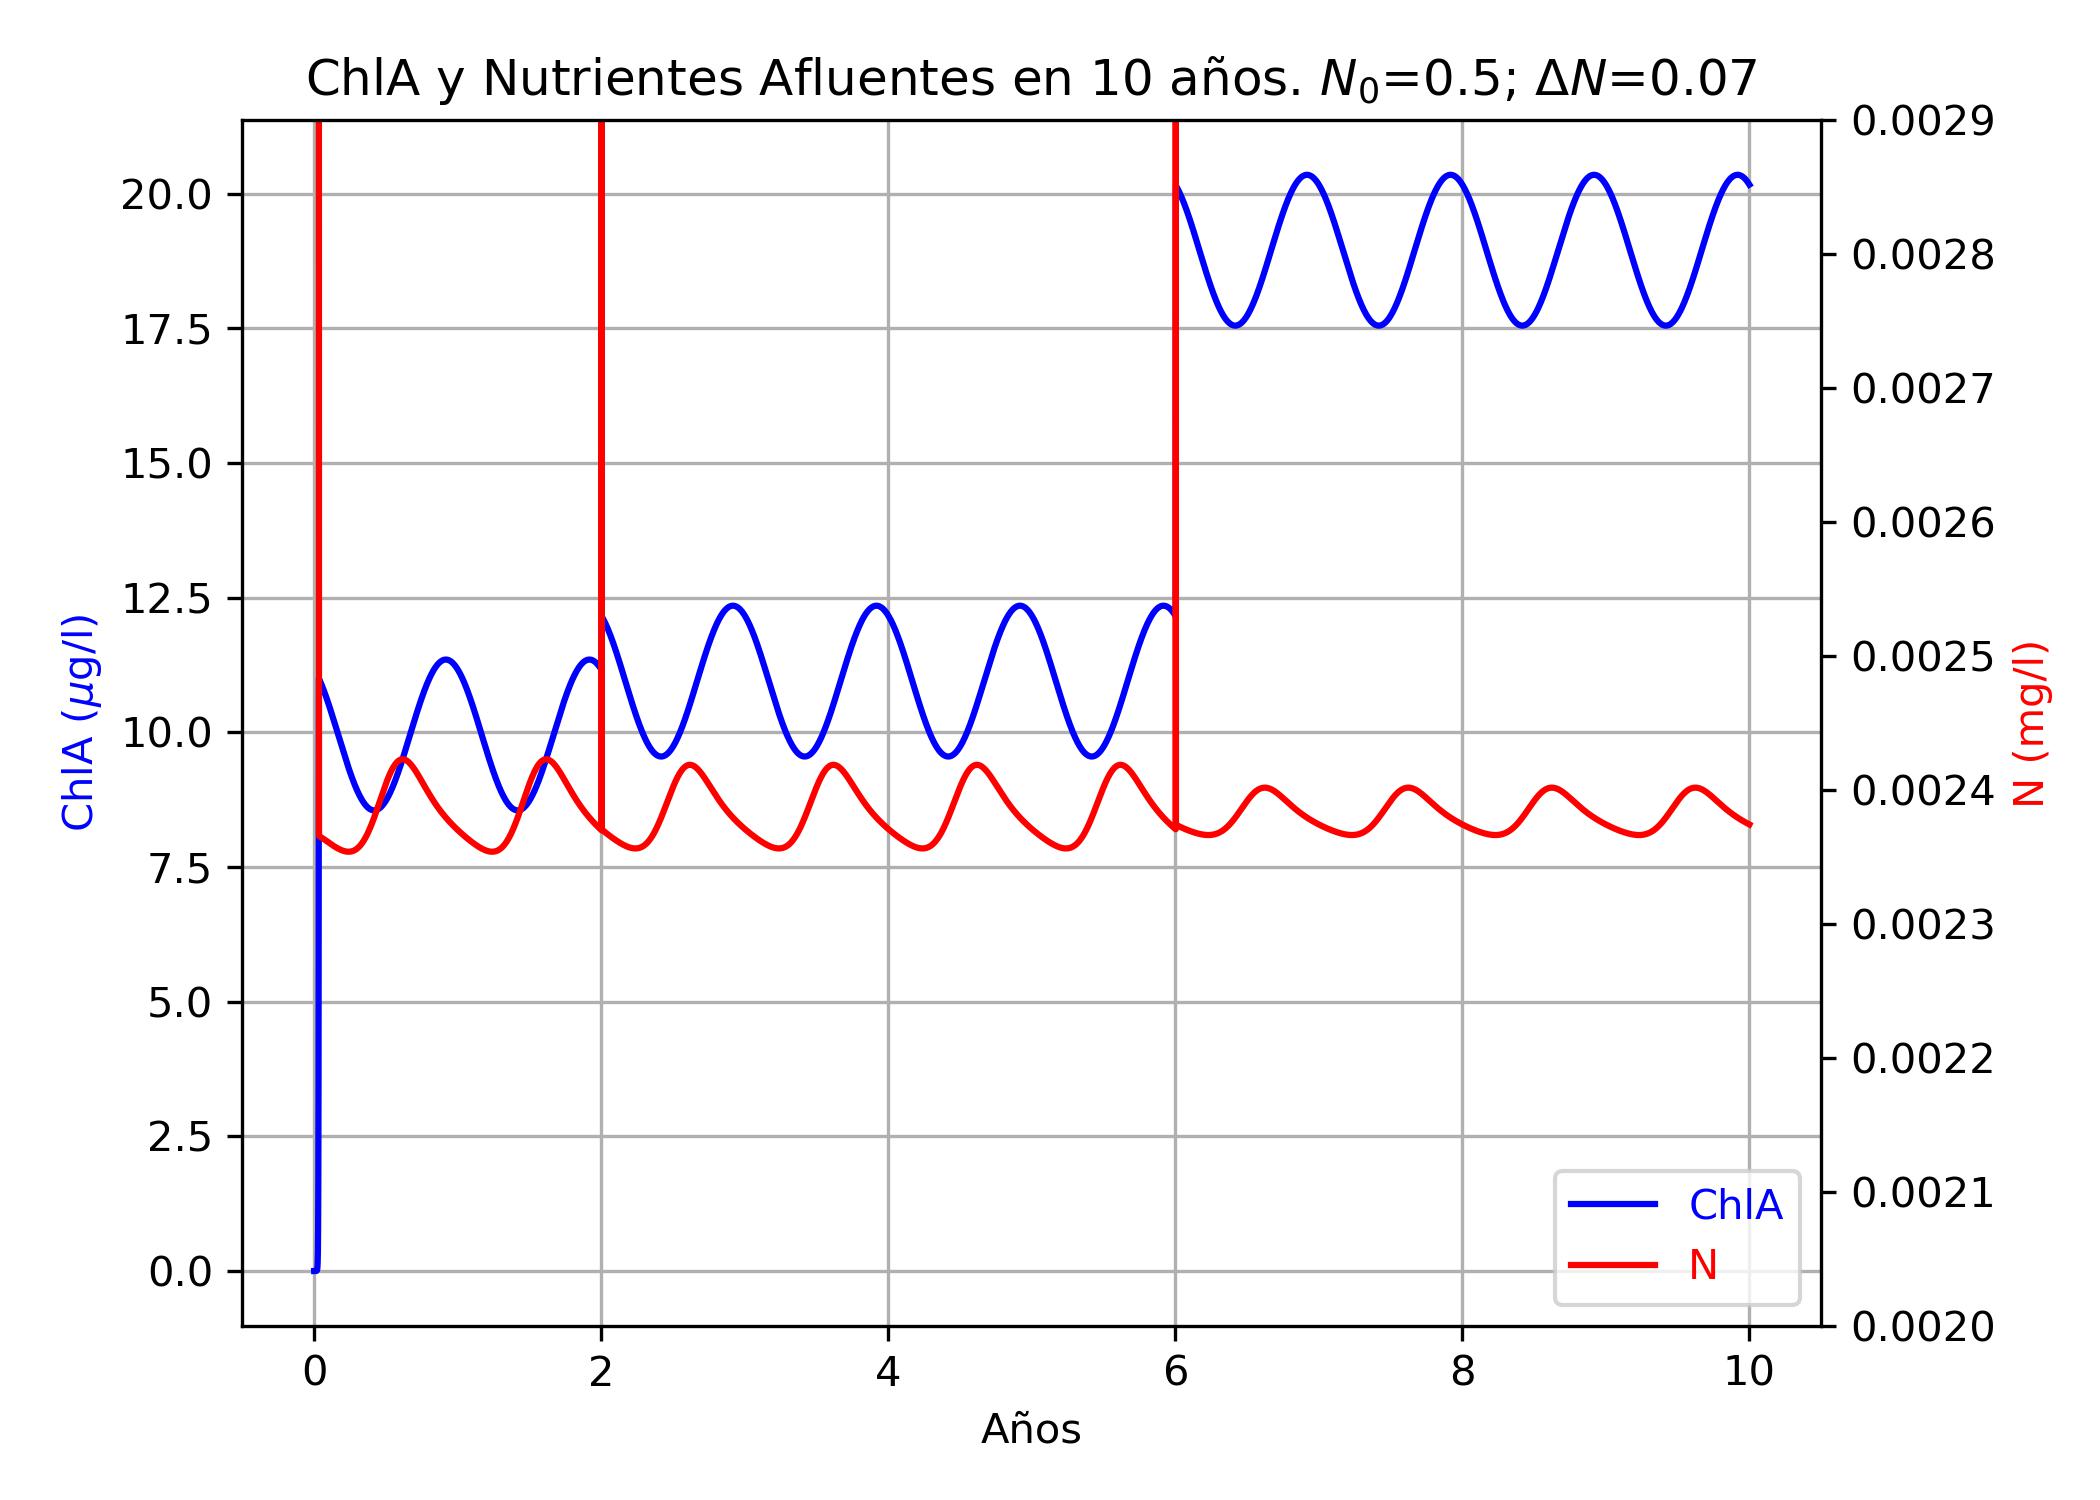 ChlA y Nutrientes Afluentes en 10 años. N₀=0.5; ΔN=0.07
ChlA (μg/l)
20.0
17.5
15.0
12.5
10.0
7.5
5.0
2.5
0.0
0.0029
0.0028
0.0027
0.0026
0.0025
0.0024
0.0023
0.0022
0.0021
0.0020
N (mg/l)
ChlA
N
0 2 4 6 8 10
Años